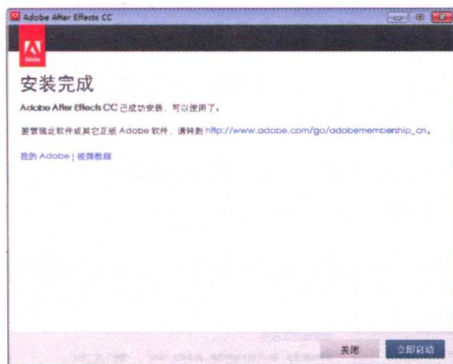 Adobe After Effects CC
Adobe
安装完成
Adobe After Effects CC 已成功安装，可以使用了。
要管理此软件或其它正版 Adobe 软件，请转到 http://www.adobe.com/go/adobemembership_cn。
我的 Adobe | 视频教程
关闭
立即启动